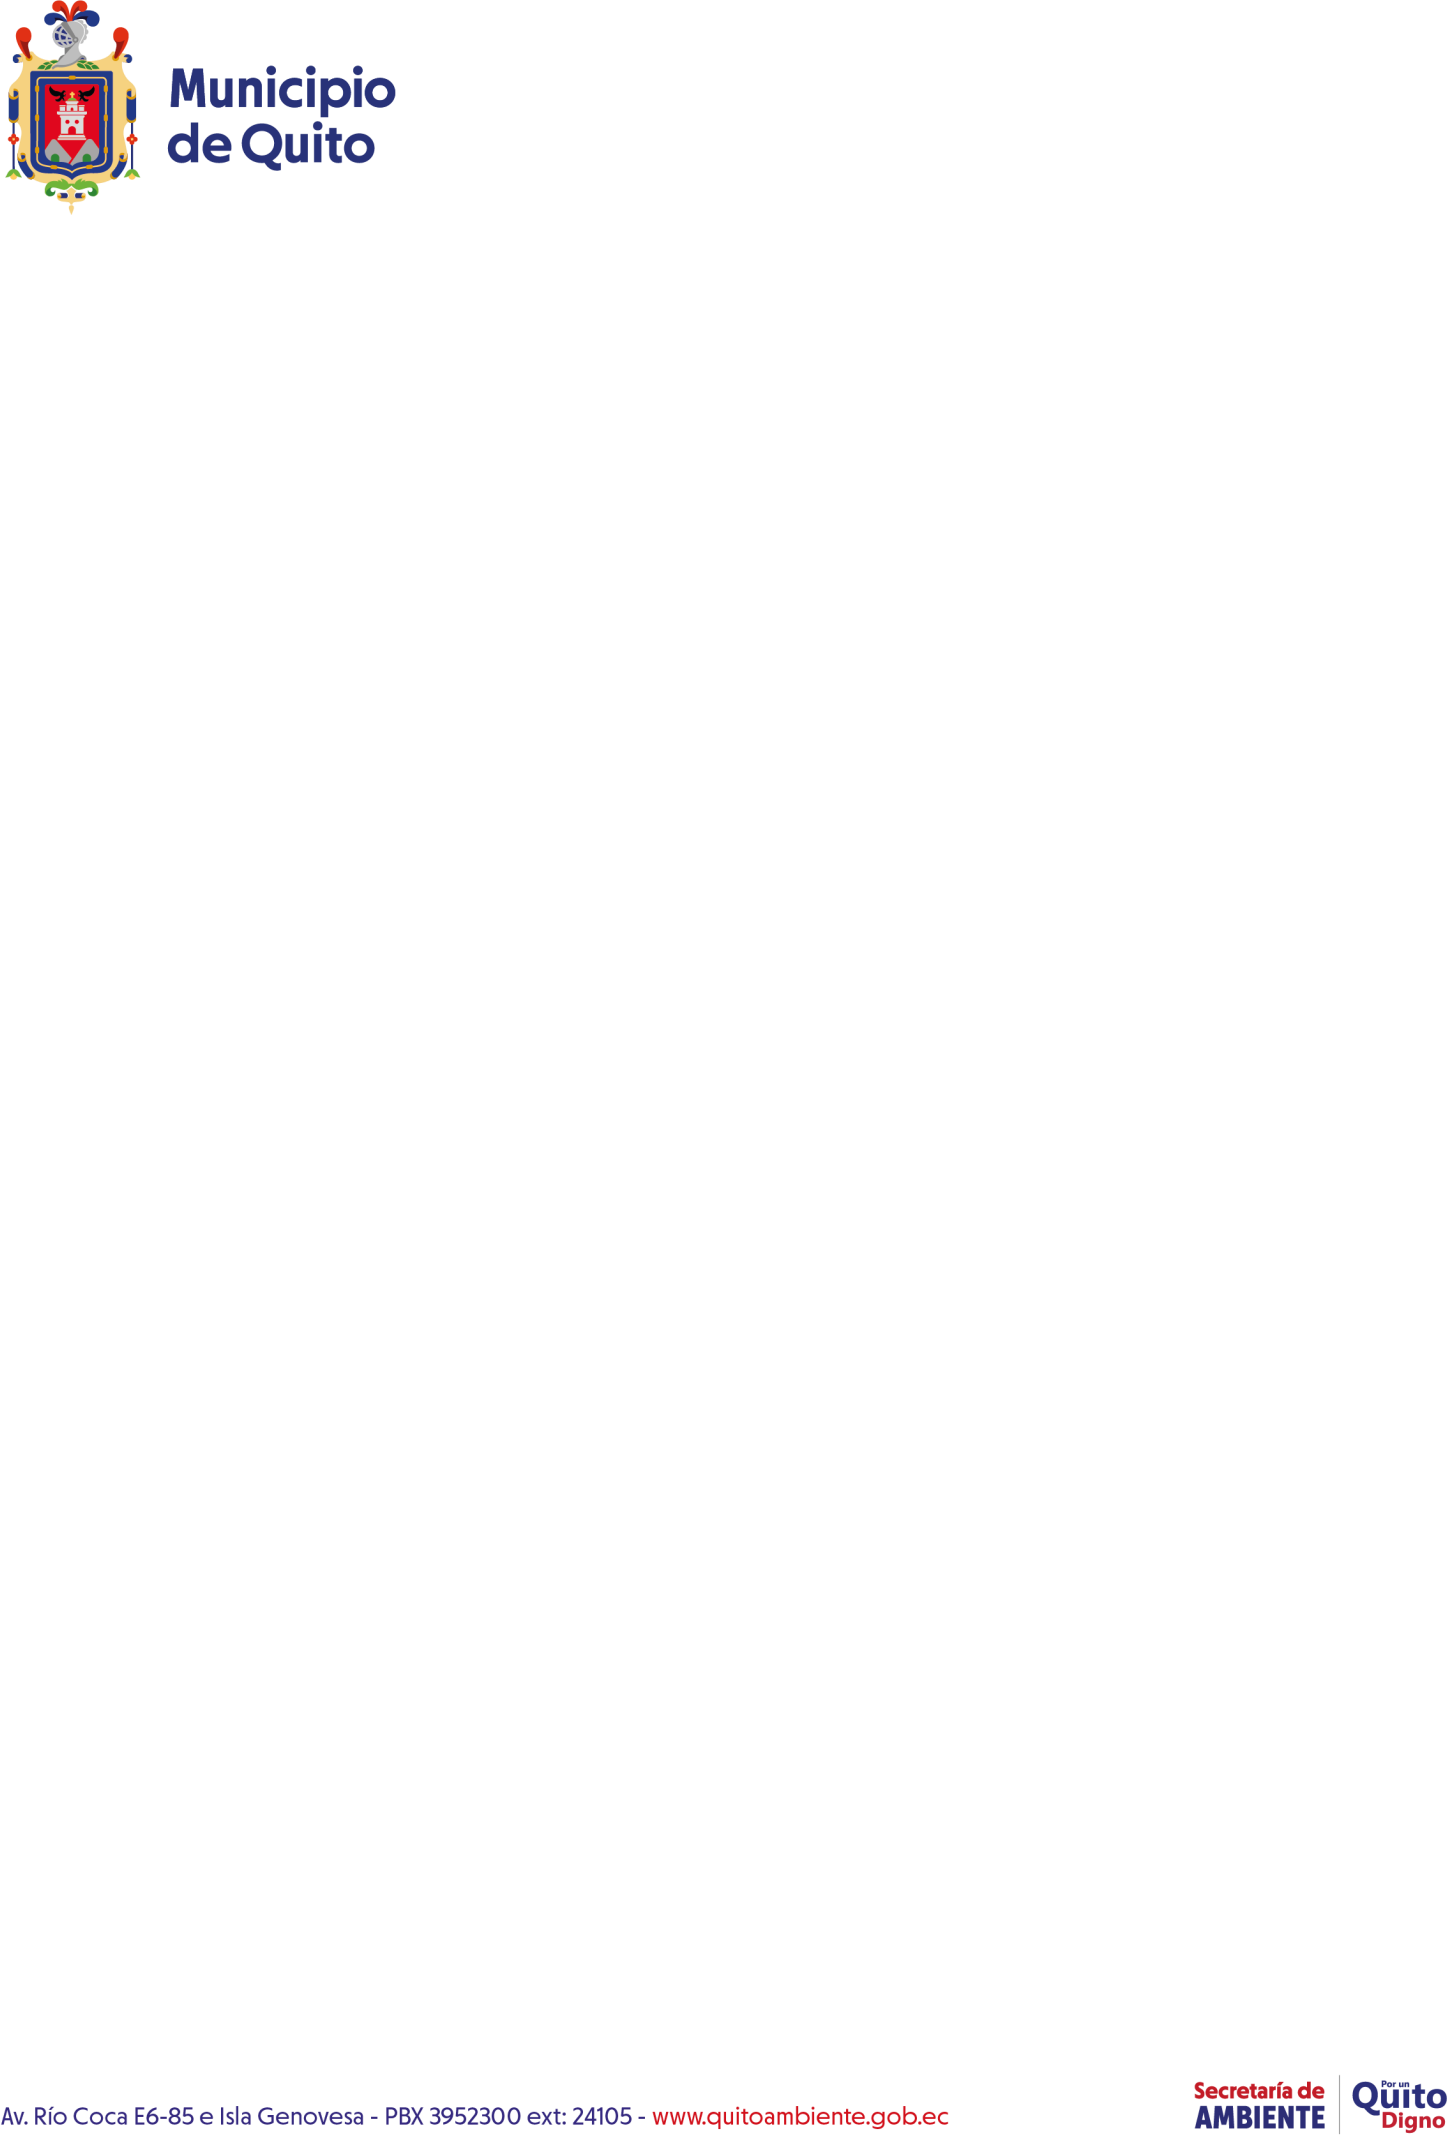 Municipio
de Quito
Av. Río Coca E6-85 e Isla Genovesa - PBX 3952300 ext: 24105 - www.quitoambiente.gob.ec
Secretaría de
AMBIENTE
Por un
Quito
Digno